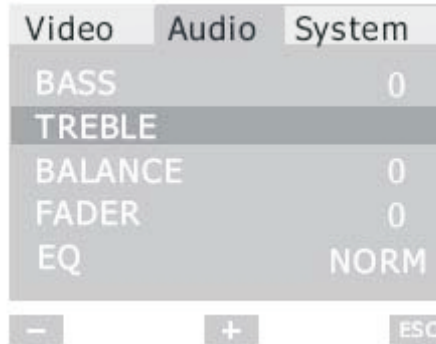 Video Audio System
BASS 0
TREBLE
BALANCE 0
FADER 0
EQ NORM
− + ESC